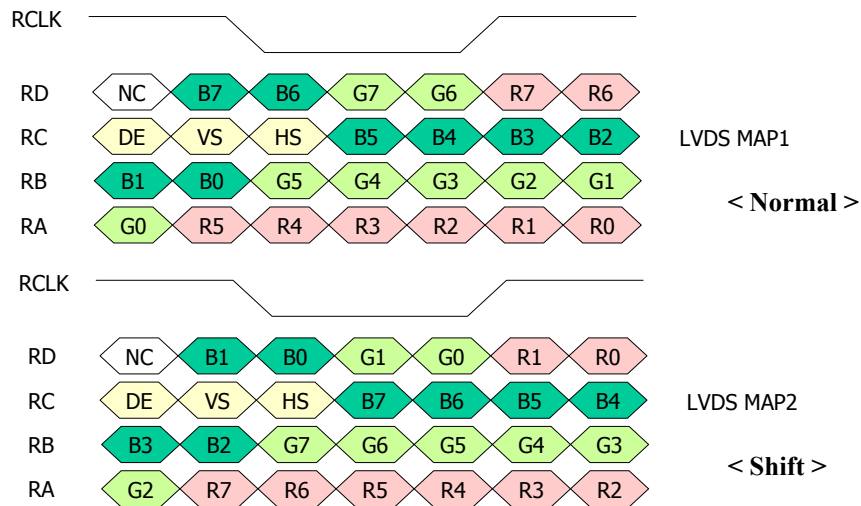 RCLK
RD NC B7 B6 G7 G6 R7 R6
RC DE VS HS B5 B4 B3 B2 LVDS MAP1
RB B1 B0 G5 G4 G3 G2 G1
< Normal >
RA G0 R5 R4 R3 R2 R1 R0
RCLK
RD NC B1 B0 G1 G0 R1 R0
RC DE VS HS B7 B6 B5 B4 LVDS MAP2
RB B3 B2 G7 G6 G5 G4 G3
< Shift >
RA G2 R7 R6 R5 R4 R3 R2